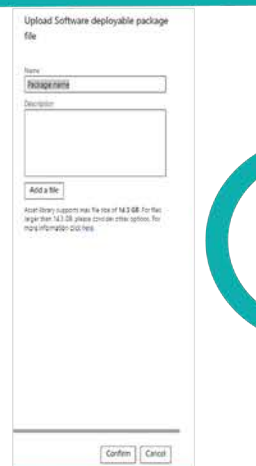 Upload Software deployable package
file
Name
Package name
Description
Add a file
Asset library supports max file size of 14.3 GB. For files
larger than 14.3 GB, please consider other options. For
more information click here.
Confirm
Cancel